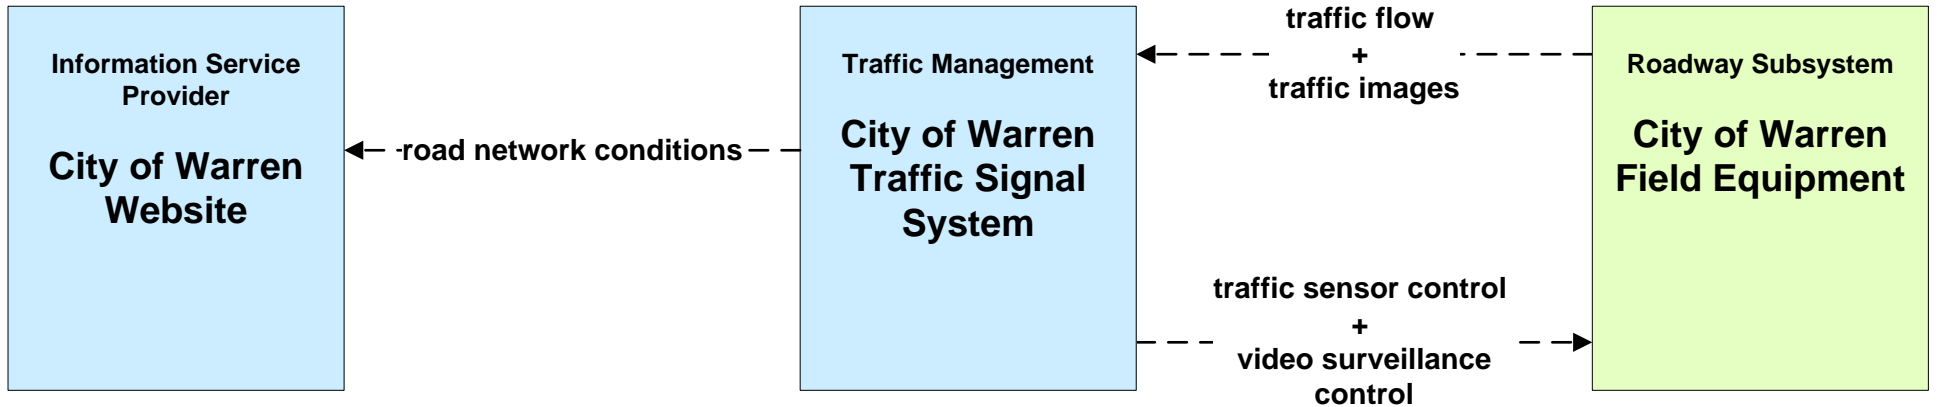 Information Service
Provider
City of Warren
Website
road network conditions
Traffic Management
City of Warren
Traffic Signal
System
traffic flow
+
traffic images
traffic sensor control
+
video surveillance
control
Roadway Subsystem
City of Warren
Field Equipment